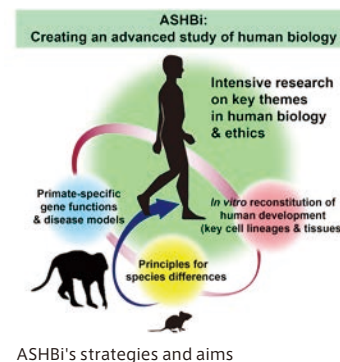 ASHBi:
Creating an advanced study of human biology
Intensive research
on key themes
in human biology
& ethics
Primate-specific
gene functions
& disease models
In vitro reconstitution of
human development
(key cell lineages & tissues)
Principles for
species differences
ASHBi's strategies and aims